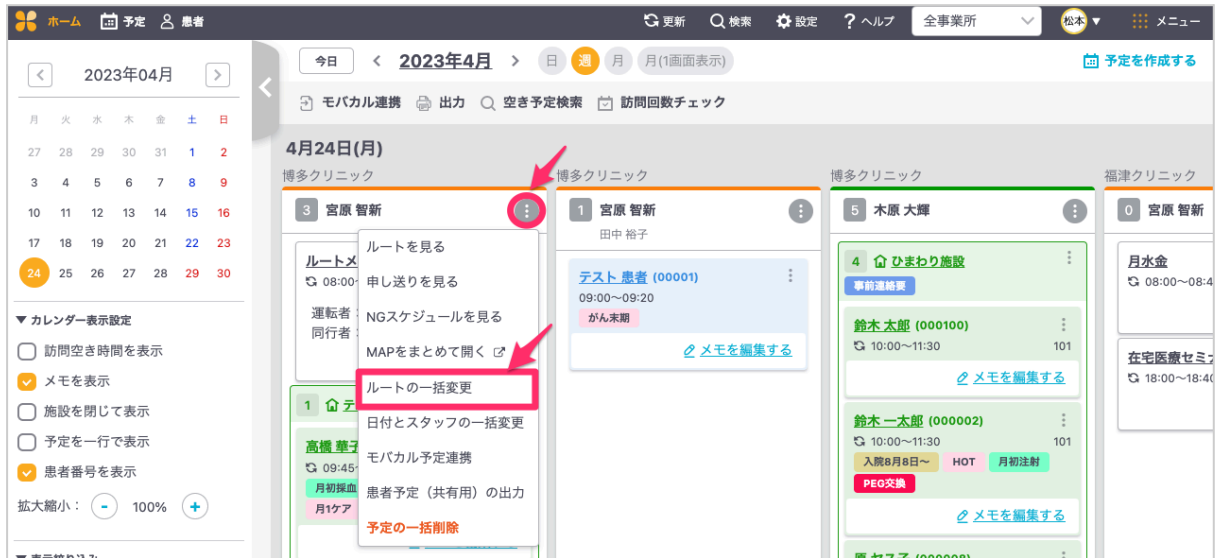 ホーム 予定 患者 更新 検索 設定 ? ヘルプ 全事業所 松本 ▼ メニュー
2023年04月
月 火 水 木 金 土 日
27 28 29 30 31 1 2
3 4 5 6 7 8 9
10 11 12 13 14 15 16
17 18 19 20 21 22 23
24 25 26 27 28 29 30
▼ カレンダー表示設定
訪問空き時間を表示
メモを表示
施設を閉じて表示
予定を一行で表示
患者番号を表示
拡大縮小： - 100% +
今日 2023年4月 日 週 月 月(1画面表示) 予定を作成する
モバカル連携 出力 空き予定検索 訪問回数チェック
4月24日(月)
博多クリニック
3 宮原 智新
ルートメ
08:00
運転者
同行者
1 テ
高橋 華子
09:45
月初採血
月1ケア
ルートを見る
申し送りを見る
NGスケジュールを見る
MAPをまとめて開く
ルートの一括変更
日付とスタッフの一括変更
モバカル予定連携
患者予定（共有用）の出力
予定の一括削除
博多クリニック
1 宮原 智新
田中 裕子
テスト 患者 (00001)
09:00〜09:20
がん末期
メモを編集する
博多クリニック
5 木原 大輝
4 ひまわり施設
事前連絡要
鈴木 太郎 (000100)
10:00〜11:30 101
メモを編集する
鈴木 一太郎 (000002)
10:00〜11:30 101
入院8月8日〜 HOT 月初注射
PEG交換
メモを編集する
福津クリニック
0 宮原 智新
月水金
08:00〜08:4
在宅医療セミナ
18:00〜18:40